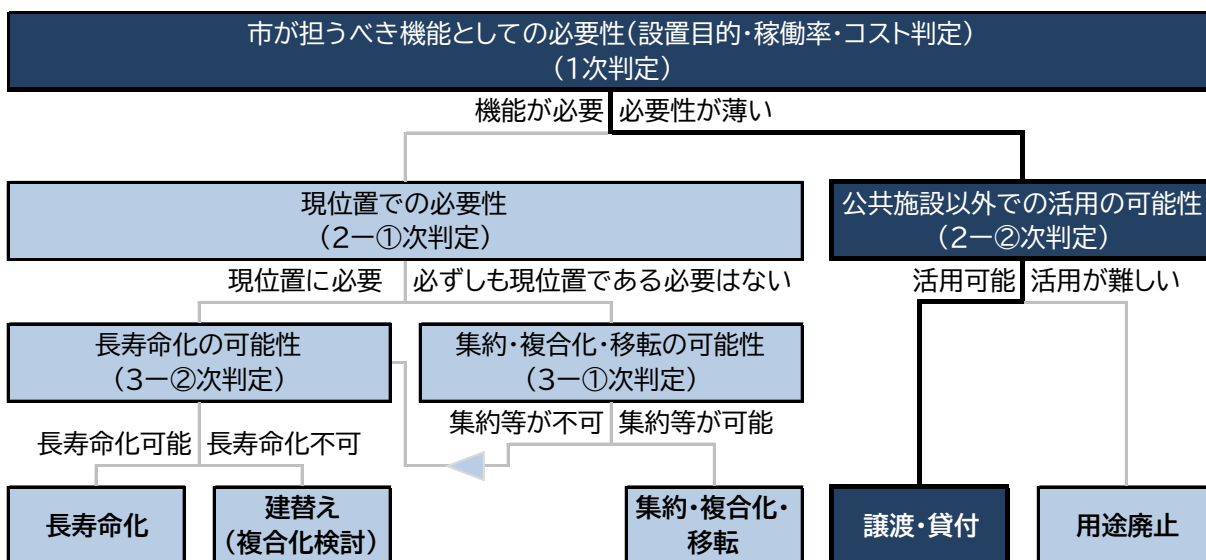 市が担うべき機能としての必要性(設置目的・稼働率・コスト判定)
(1次判定)
機能が必要
必要性が薄い
現位置での必要性
(2ー①次判定)
公共施設以外での活用の可能性
(2ー②次判定)
現位置に必要
必ずしも現位置である必要はない
活用可能
活用が難しい
長寿命化の可能性
(3ー②次判定)
集約・複合化・移転の可能性
(3ー①次判定)
集約等が不可
集約等が可能
長寿命化可能
長寿命化不可
長寿命化
建替え
(複合化検討)
集約・複合化・
移転
譲渡・貸付
用途廃止